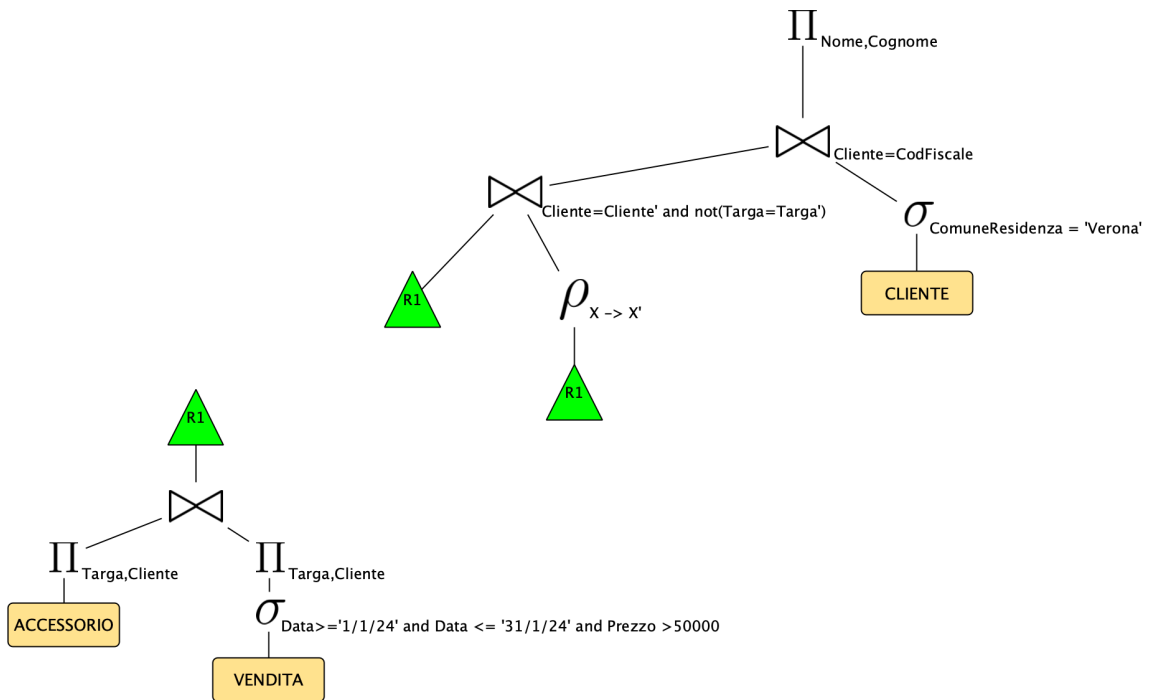 Π Nome,Cognome
⋈ Cliente=CodFiscale
⋈ Cliente=Cliente' and not(Targa=Targa')
σ ComuneResidenza = 'Verona'
R1
ρ X -> X'
CLIENTE
R1
R1
⋈
Π Targa,Cliente
Π Targa,Cliente
σ Data>='1/1/24' and Data <= '31/1/24' and Prezzo >50000
ACCESSORIO
VENDITA